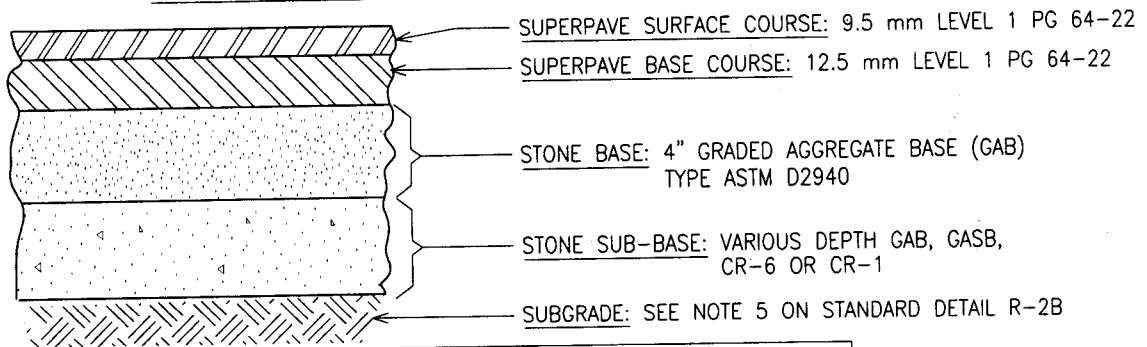 SUPERPAVE SURFACE COURSE: 9.5 mm LEVEL 1 PG 64-22
SUPERPAVE BASE COURSE: 12.5 mm LEVEL 1 PG 64-22
STONE BASE: 4" GRADED AGGREGATE BASE (GAB)
TYPE ASTM D2940
STONE SUB-BASE: VARIOUS DEPTH GAB, GASB,
CR-6 OR CR-1
SUBGRADE: SEE NOTE 5 ON STANDARD DETAIL R-2B